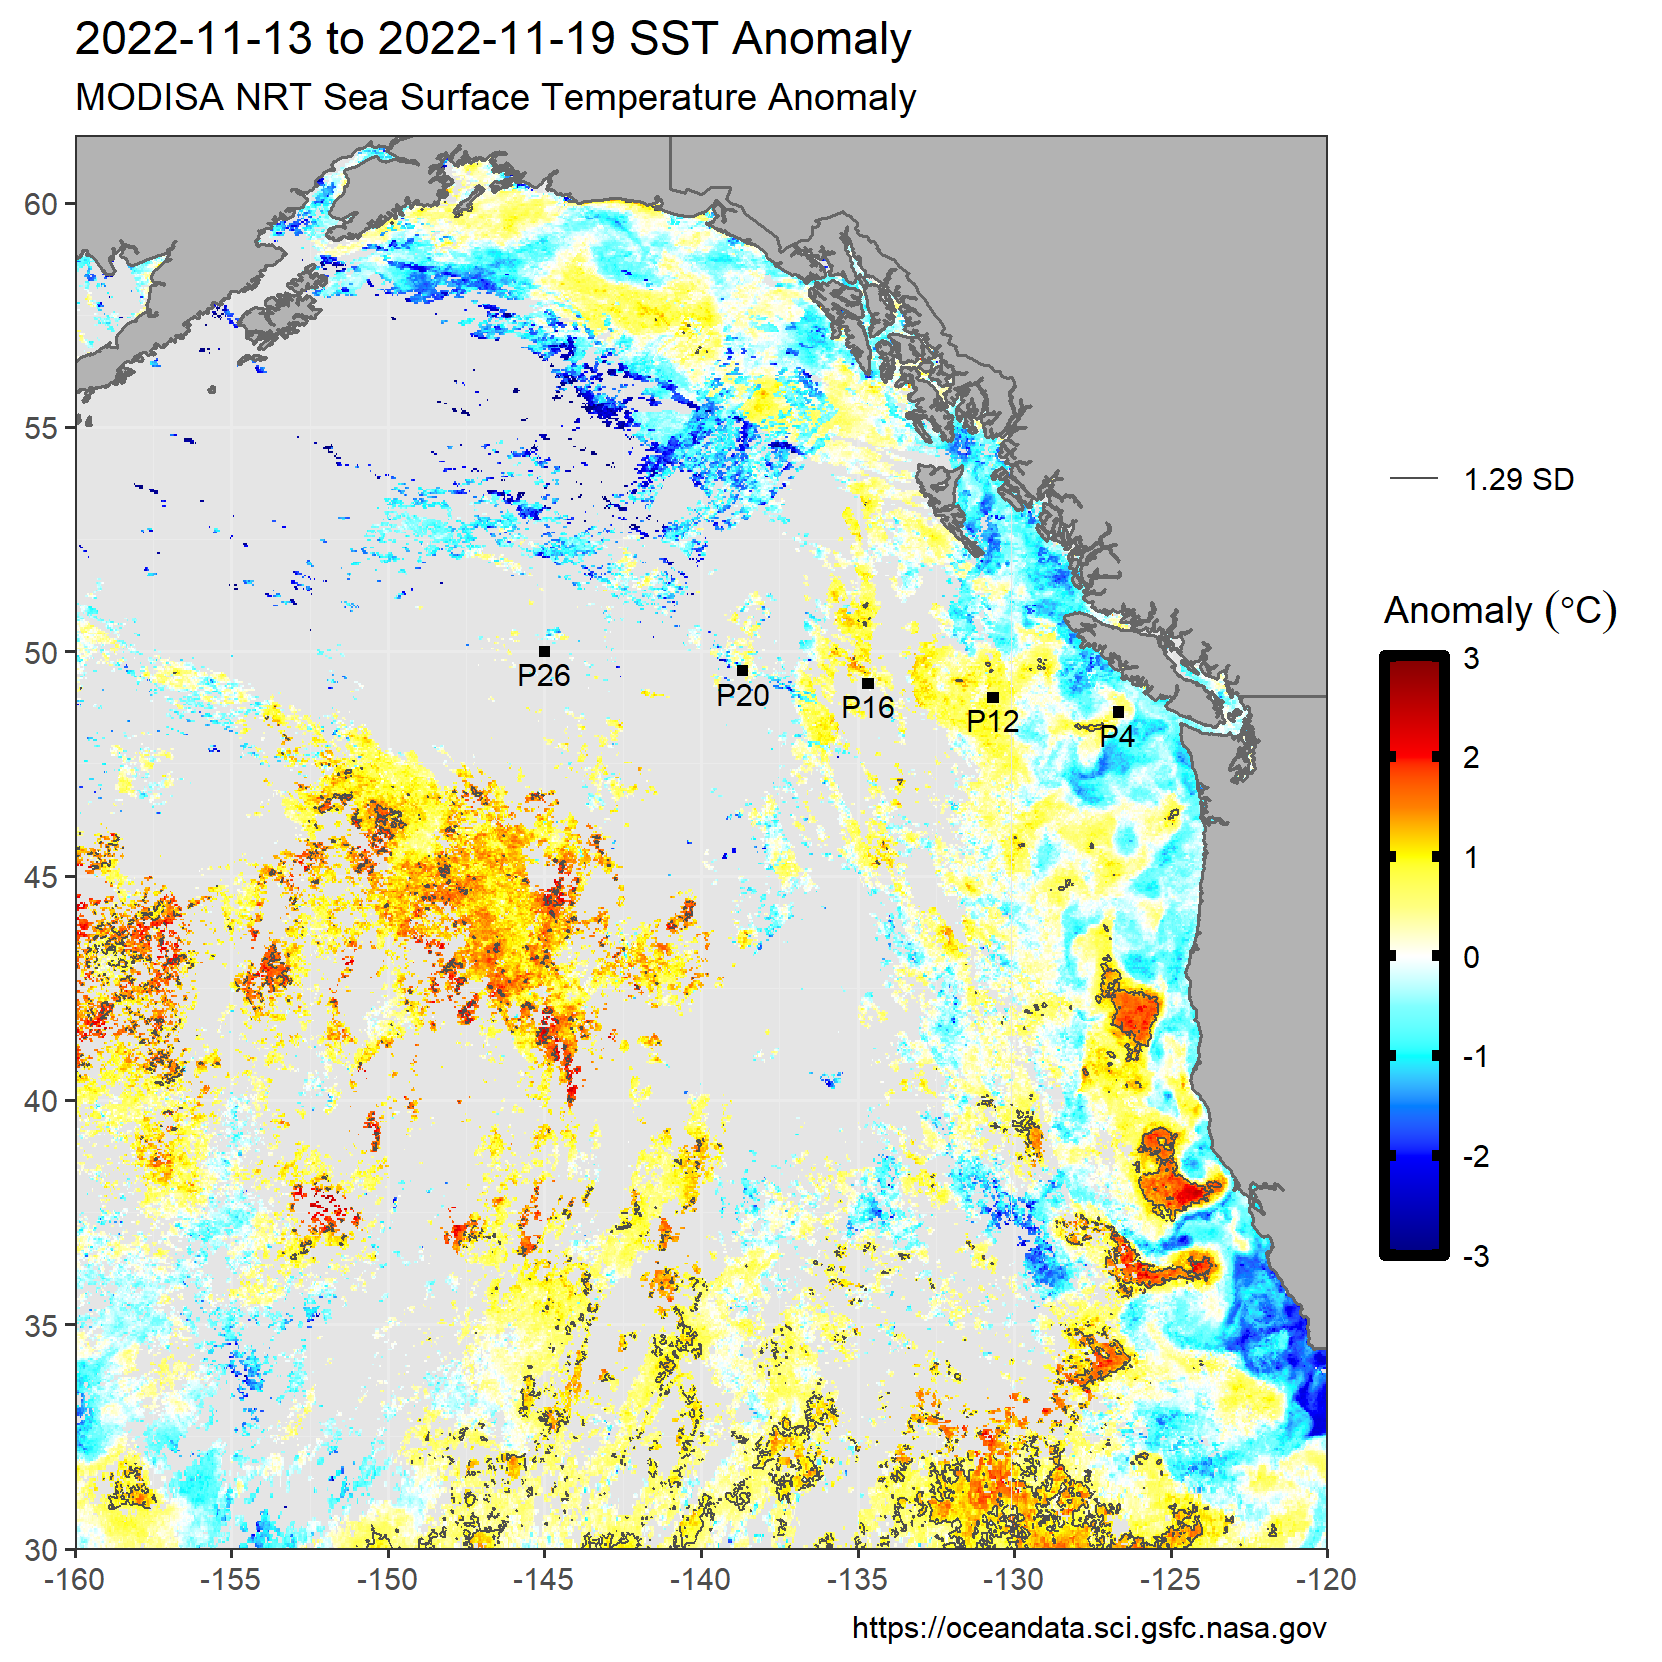 2022-11-13 to 2022-11-19 SST Anomaly
MODISA NRT Sea Surface Temperature Anomaly
60
55
50
45
40
35
30
-160
-155
-150
-145
-140
-135
-130
-125
-120
P26
P20
P16
P12
P4
1.29 SD
Anomaly (°C)
3
2
1
0
-1
-2
-3
https://oceandata.sci.gsfc.nasa.gov